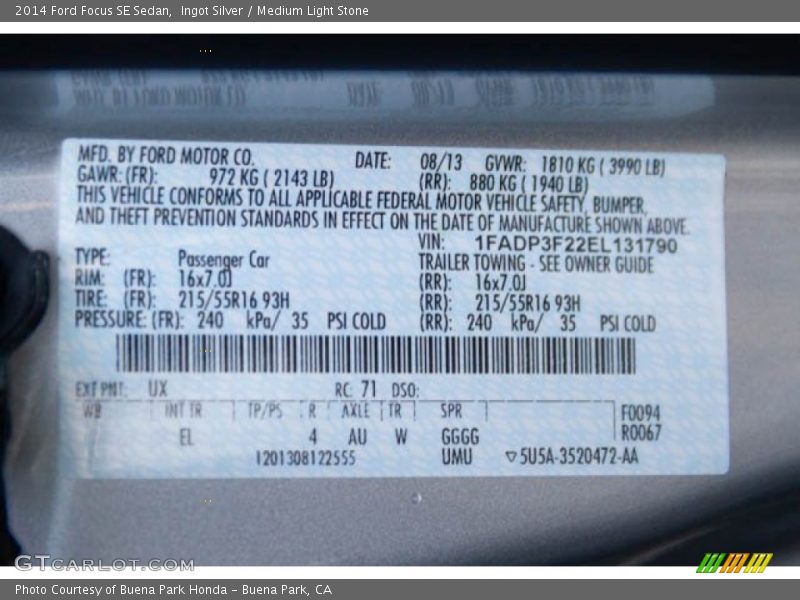 2014 Ford Focus SE Sedan, Ingot Silver / Medium Light Stone
MFD. BY FORD MOTOR CO. DATE: 08/13 GVWR: 1810 KG ( 3990 LB)
GAWR: (FR): 972 KG ( 2143 LB) (RR): 880 KG ( 1940 LB)
THIS VEHICLE CONFORMS TO ALL APPLICABLE FEDERAL MOTOR VEHICLE SAFETY, BUMPER,
AND THEFT PREVENTION STANDARDS IN EFFECT ON THE DATE OF MANUFACTURE SHOWN ABOVE.
VIN: 1FADP3F22EL131790
TYPE: Passenger Car TRAILER TOWING - SEE OWNER GUIDE
RIM: (FR): 16x7.0J (RR): 16x7.0J
TIRE: (FR): 215/55R16 93H (RR): 215/55R16 93H
PRESSURE: (FR): 240 kPa/ 35 PSI COLD (RR): 240 kPa/ 35 PSI COLD
EXT PNT: UX RC: 71 DSO:
WB INT TR TP/PS R AXLE TR SPR F0094
EL 4 AU W GGGG R0067
1201308122555 UMU 5U5A-3520472-AA
GTCARLOT.COM
Photo Courtesy of Buena Park Honda - Buena Park, CA